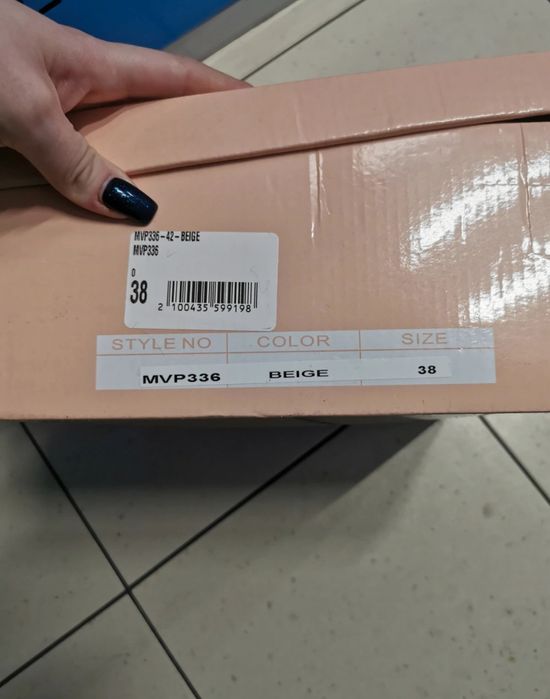 MVP336-42-BEIGE
MVP336
0
38
2 100435 599198
STYLE NO COLOR SIZE
MVP336 BEIGE 38